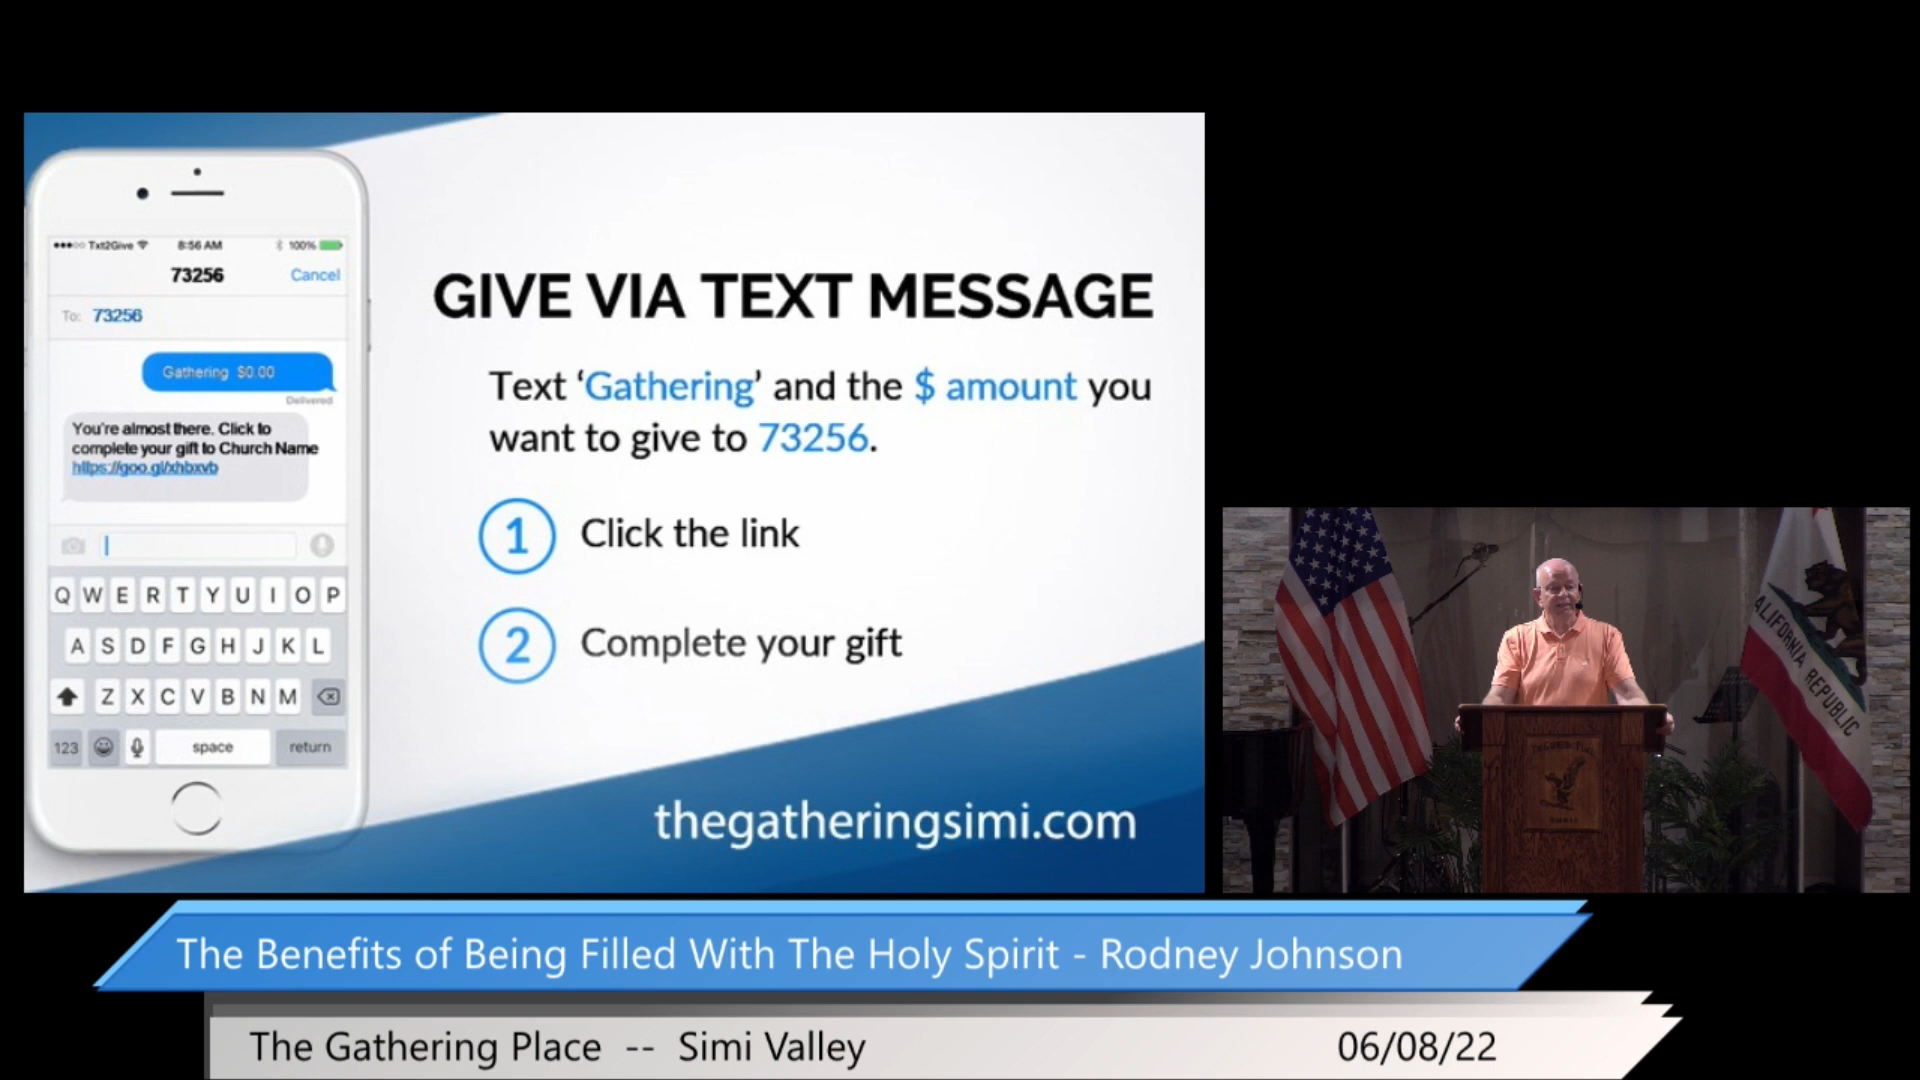 Txt2Give 8:56 AM 100%
73256 Cancel
To: 73256
Gathering $0.00
Delivered
You're almost there. Click to
complete your gift to Church Name
https://goo.gl/xhbxvb
Q W E R T Y U I O P
A S D F G H J K L
Z X C V B N M
123 space return
GIVE VIA TEXT MESSAGE
Text ‘Gathering’ and the $ amount you
want to give to 73256.
1 Click the link
2 Complete your gift
thegatheringsimi.com
ALIFORNIA REPUBLIC
The Benefits of Being Filled With The Holy Spirit - Rodney Johnson
The Gathering Place -- Simi Valley 06/08/22